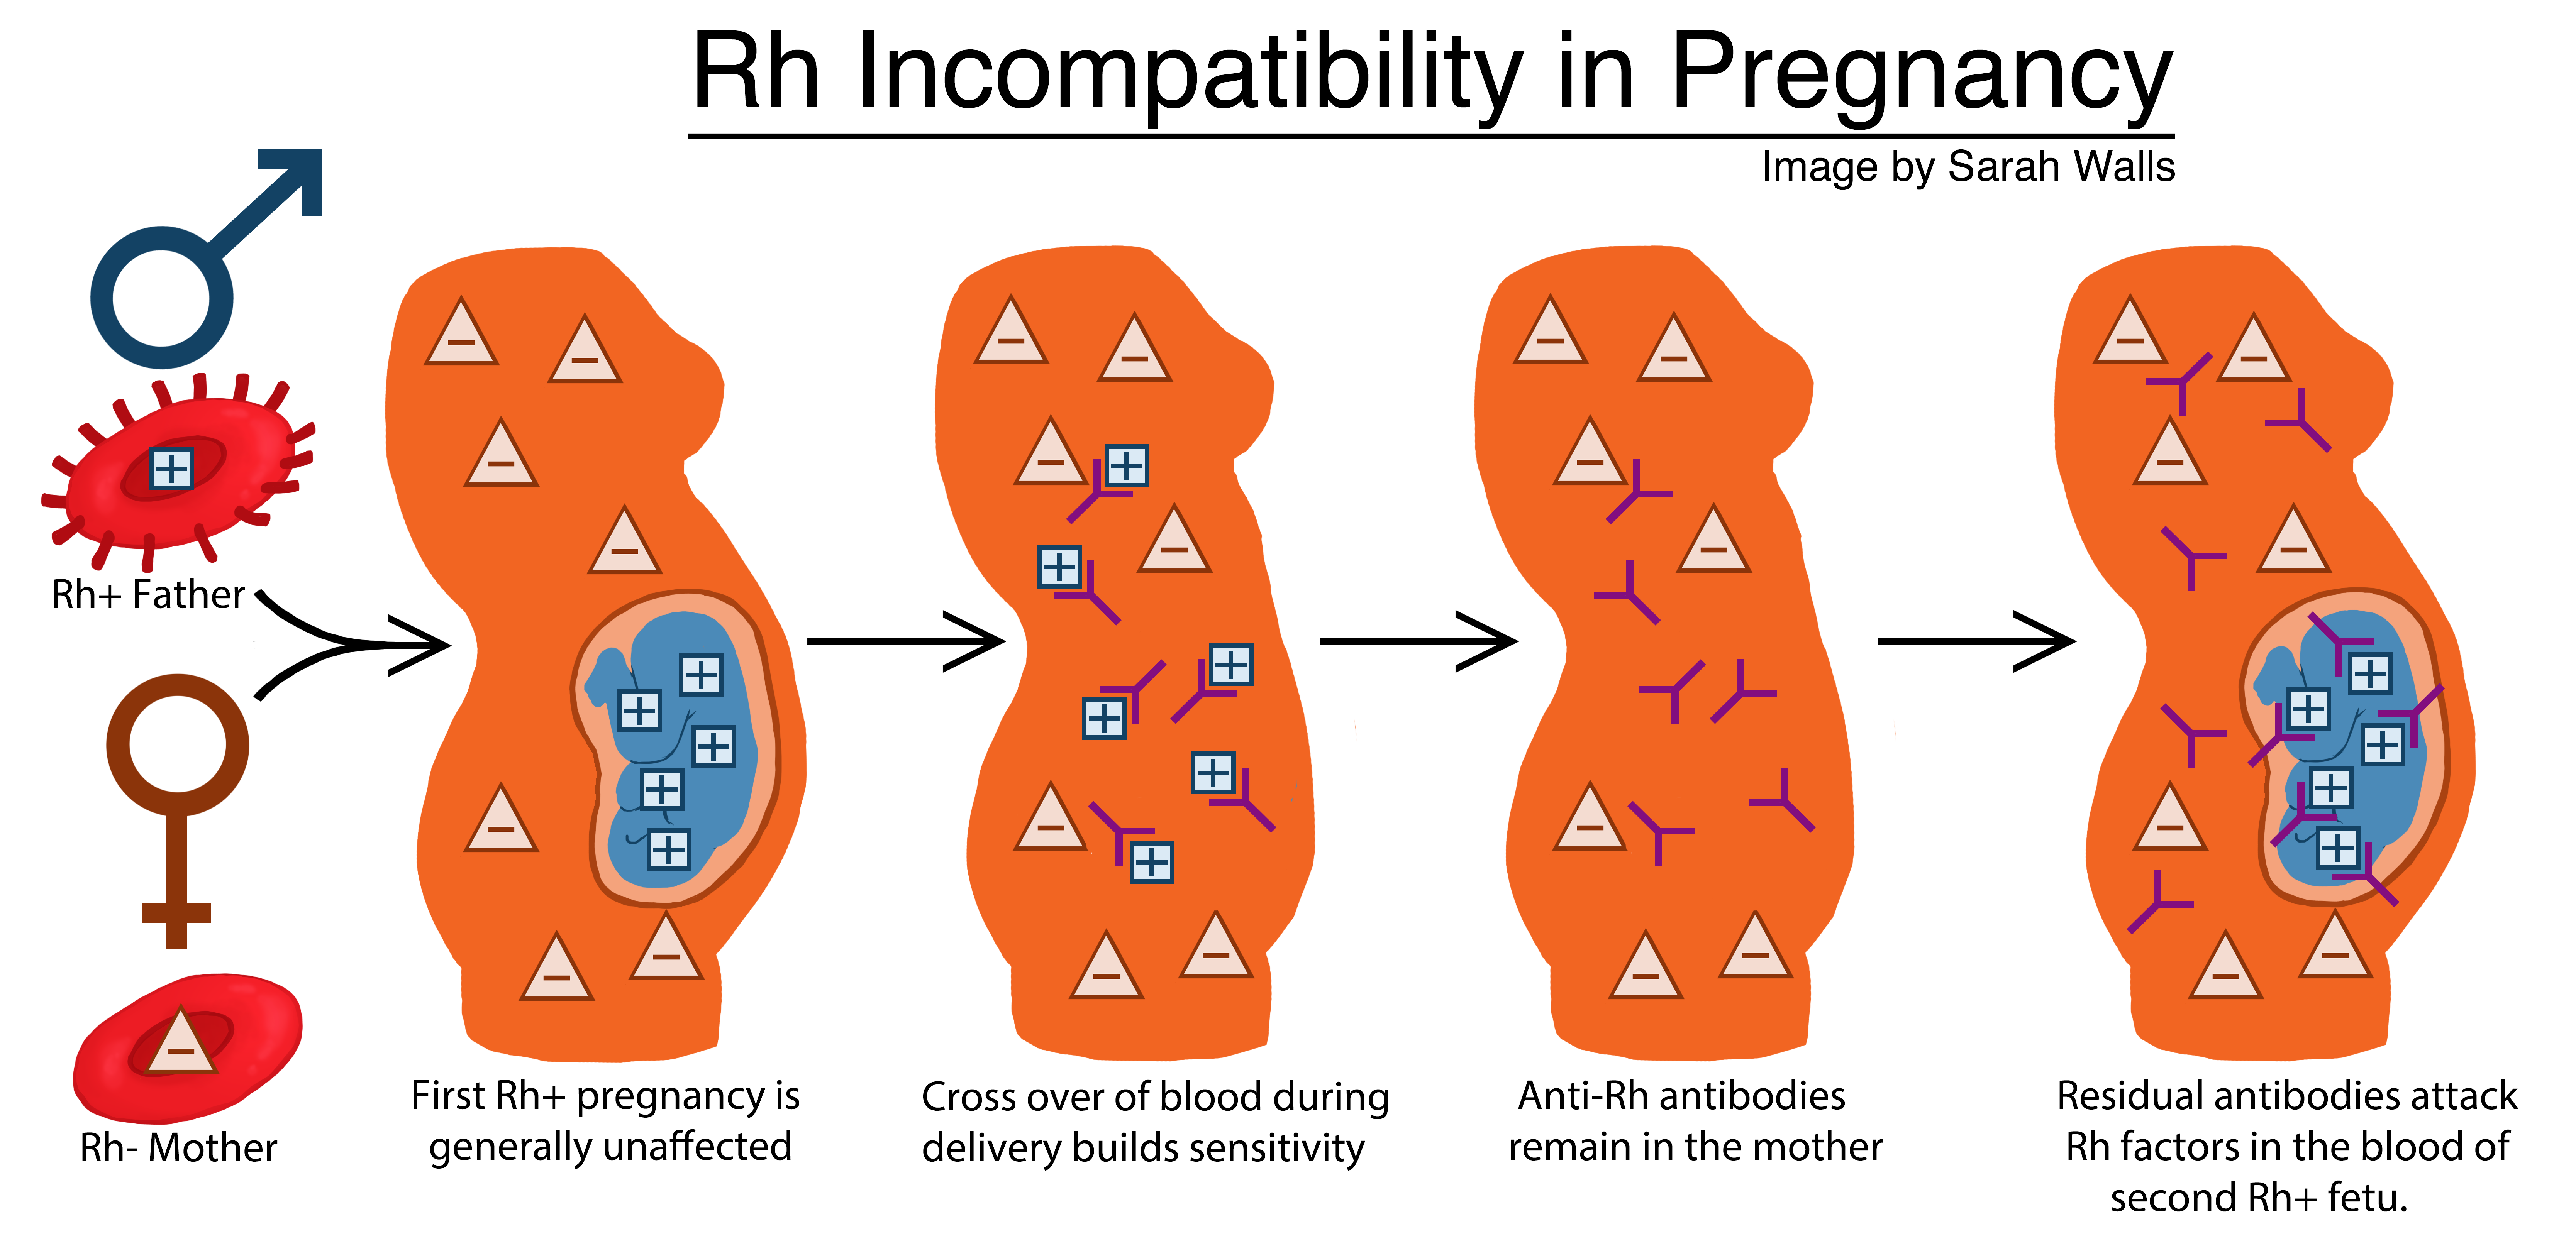 Rh Incompatibility in Pregnancy
Image by Sarah Walls
Rh+ Father
Rh- Mother
First Rh+ pregnancy is
generally unaffected
Cross over of blood during
delivery builds sensitivity
Anti-Rh antibodies
remain in the mother
Residual antibodies attack
Rh factors in the blood of
second Rh+ fetu.